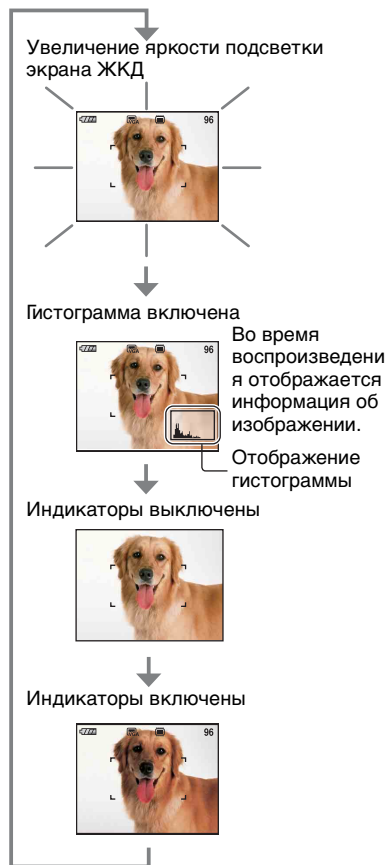 Увеличение яркости подсветки
экрана ЖКД
96
Гистограмма включена
96
Во время
воспроизведени
я отображается
информация об
изображении.
Отображение
гистограммы
Индикаторы выключены
Индикаторы включены
96